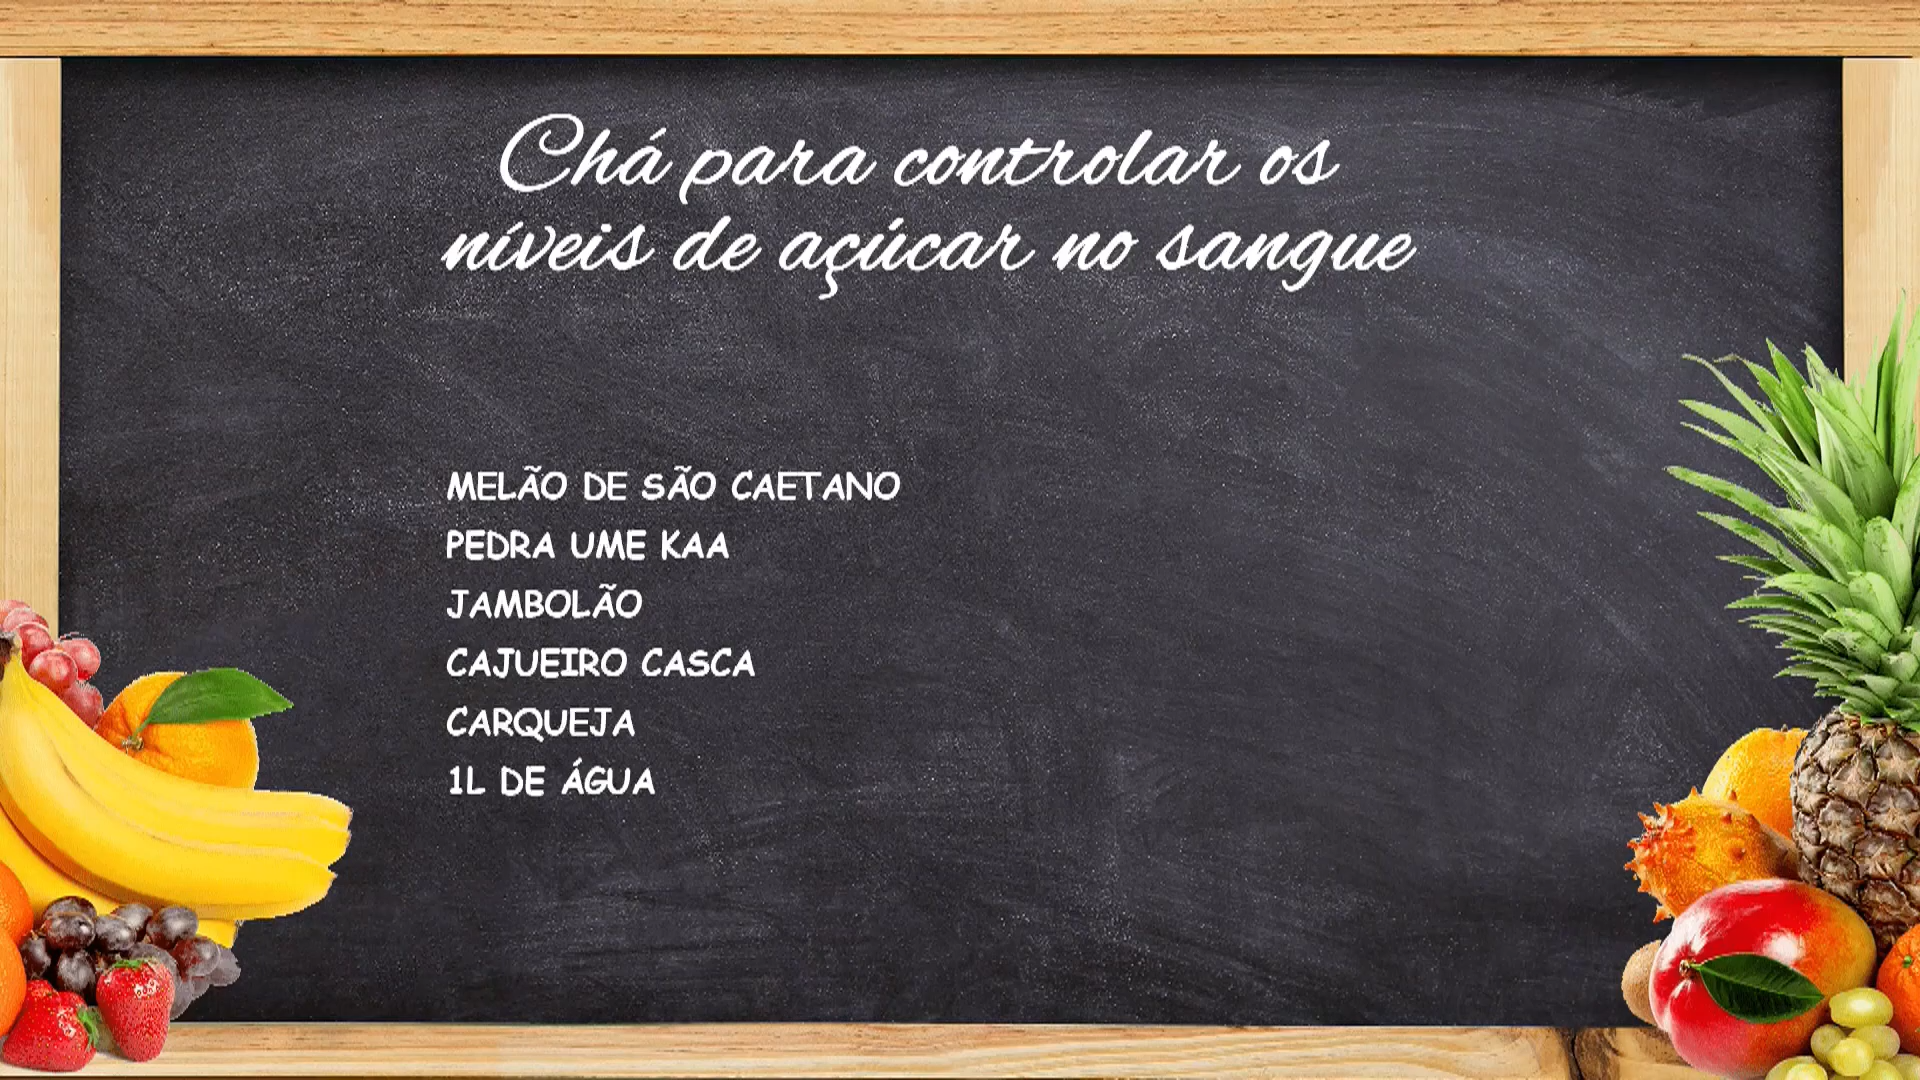 Chá para controlar os
níveis de açúcar no sangue
MELÃO DE SÃO CAETANO
PEDRA UME KAA
JAMBOLÃO
CAJUEIRO CASCA
CARQUEJA
1L DE ÁGUA